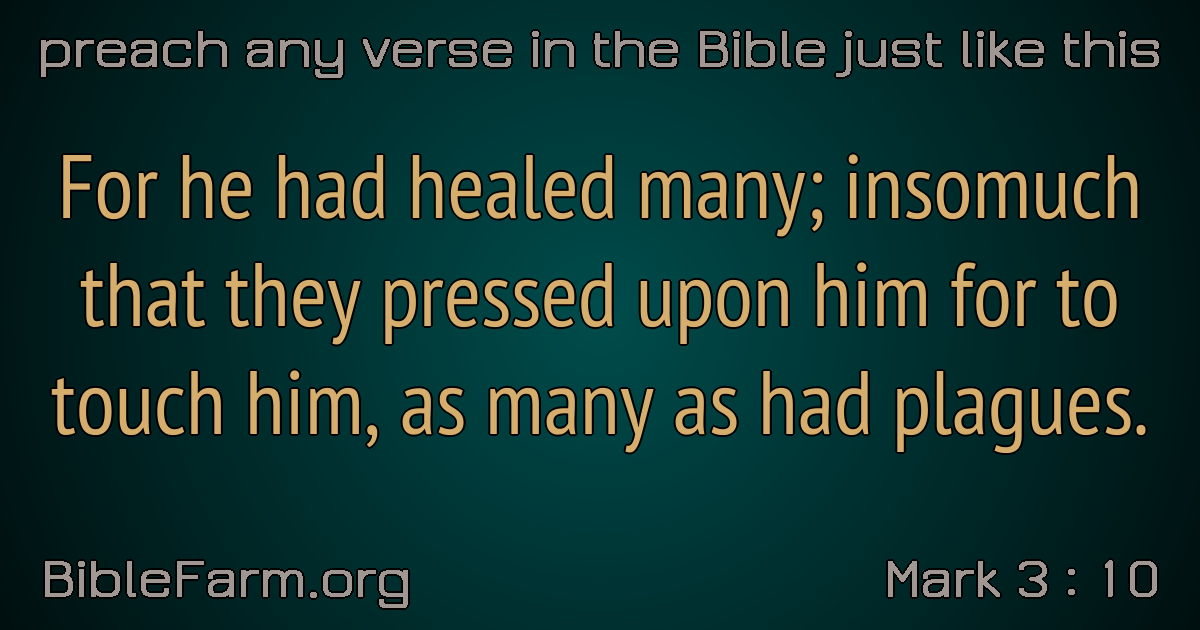 preach any verse in the Bible just like this
For he had healed many; insomuch
that they pressed upon him for to
touch him, as many as had plagues.
BibleFarm.org
Mark 3 : 10